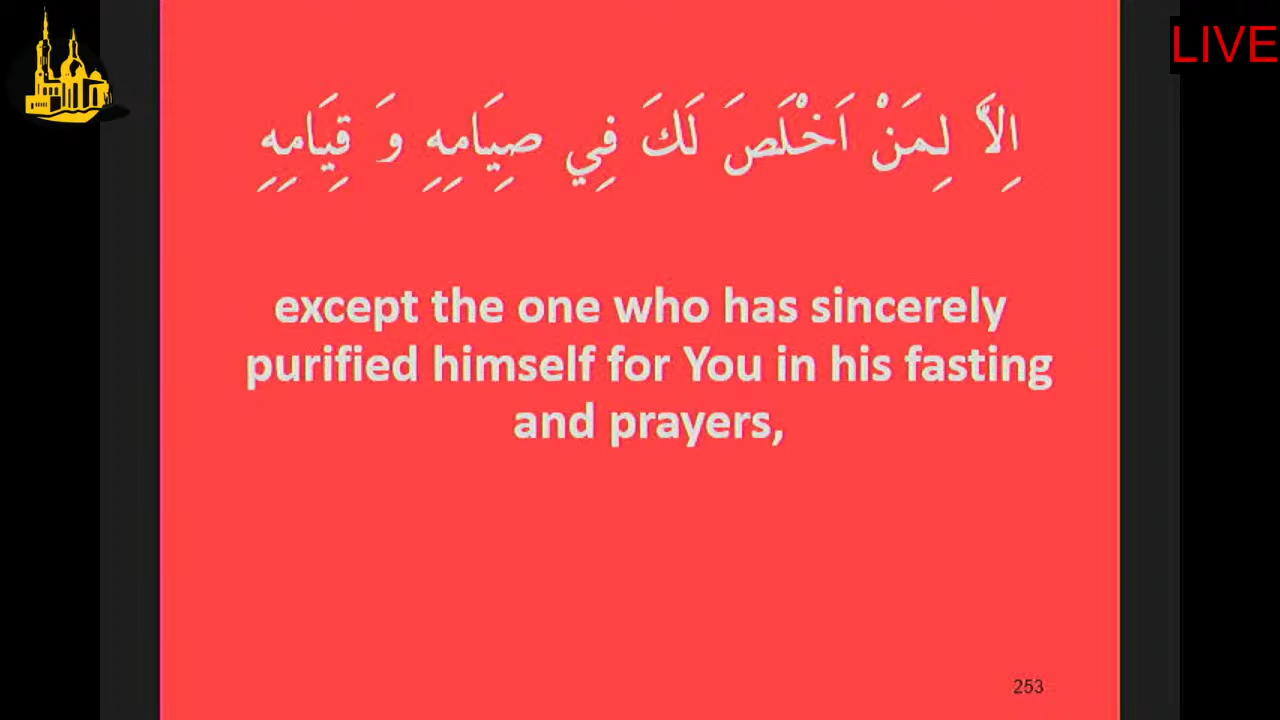 LIVE
اِلاَّ لِمَنْ اَخْلَصَ لَكَ فِي صِيَامِهِ وَ قِيَامِهِ
except the one who has sincerely
purified himself for You in his fasting
and prayers,
253